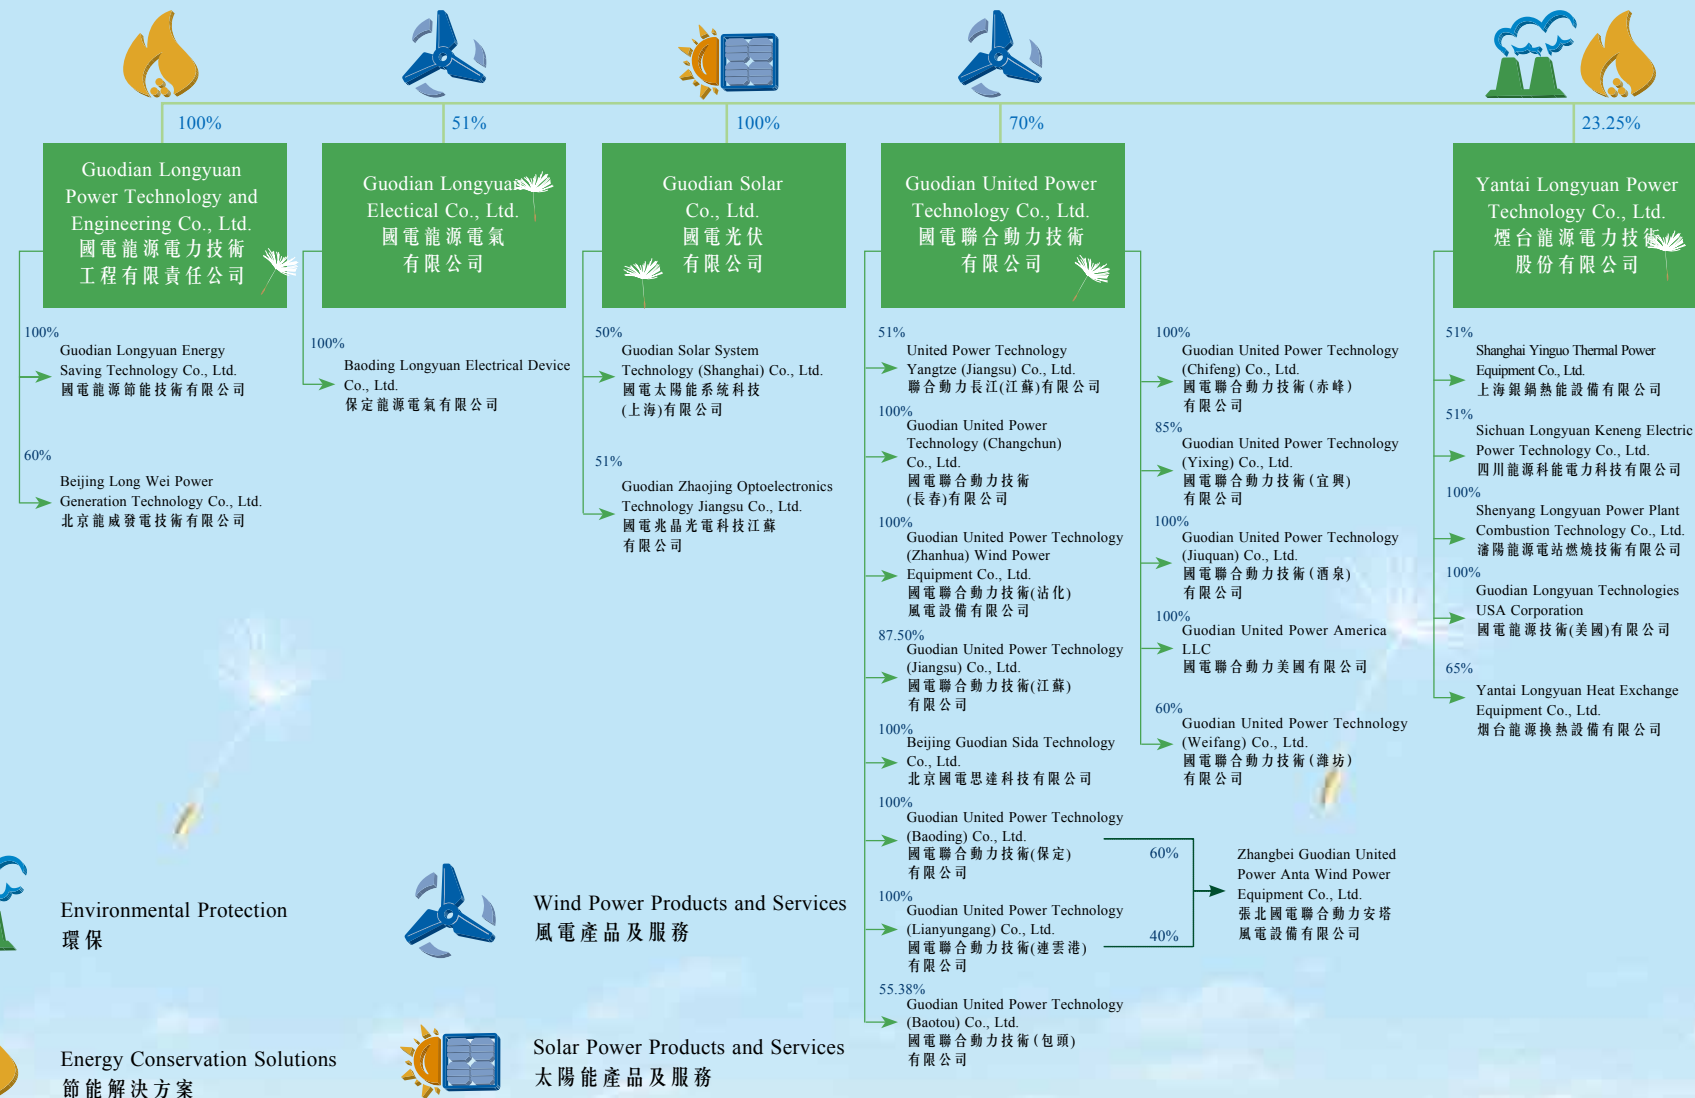 100%
Guodian Longyuan
Power Technology and
Engineering Co., Ltd.
國電龍源電力技術
工程有限責任公司
100%
Guodian Longyuan Energy
Saving Technology Co., Ltd.
國電龍源節能技術有限公司
60%
Beijing Long Wei Power
Generation Technology Co., Ltd.
北京龍威發電技術有限公司
51%
Guodian Longyuan
Electical Co., Ltd.
國電龍源電氣
有限公司
100%
Baoding Longyuan Electrical Device
Co., Ltd.
保定龍源電氣有限公司
100%
Guodian Solar
Co., Ltd.
國電光伏
有限公司
50%
Guodian Solar System
Technology (Shanghai) Co., Ltd.
國電太陽能系統科技
(上海)有限公司
51%
Guodian Zhaojing Optoelectronics
Technology Jiangsu Co., Ltd.
國電兆晶光電科技江蘇
有限公司
70%
Guodian United Power
Technology Co., Ltd.
國電聯合動力技術
有限公司
51%
United Power Technology
Yangtze (Jiangsu) Co., Ltd.
聯合動力長江(江蘇)有限公司
100%
Guodian United Power
Technology (Changchun)
Co., Ltd.
國電聯合動力技術
(長春)有限公司
100%
Guodian United Power Technology
(Zhanhua) Wind Power
Equipment Co., Ltd.
國電聯合動力技術(沾化)
風電設備有限公司
87.50%
Guodian United Power Technology
(Jiangsu) Co., Ltd.
國電聯合動力技術(江蘇)
有限公司
100%
Beijing Guodian Sida Technology
Co., Ltd.
北京國電思達科技有限公司
100%
Guodian United Power Technology
(Baoding) Co., Ltd.
國電聯合動力技術(保定)
有限公司
100%
Guodian United Power Technology
(Lianyungang) Co., Ltd.
國電聯合動力技術(連雲港)
有限公司
55.38%
Guodian United Power Technology
(Baotou) Co., Ltd.
國電聯合動力技術(包頭)
有限公司
100%
Guodian United Power Technology
(Chifeng) Co., Ltd.
國電聯合動力技術(赤峰)
有限公司
85%
Guodian United Power Technology
(Yixing) Co., Ltd.
國電聯合動力技術(宜興)
有限公司
100%
Guodian United Power Technology
(Jiuquan) Co., Ltd.
國電聯合動力技術(酒泉)
有限公司
100%
Guodian United Power America
LLC
國電聯合動力美國有限公司
60%
Guodian United Power Technology
(Weifang) Co., Ltd.
國電聯合動力技術(濰坊)
有限公司
60%
40%
Zhangbei Guodian United
Power Anta Wind Power
Equipment Co., Ltd.
張北國電聯合動力安塔
風電設備有限公司
23.25%
Yantai Longyuan Power
Technology Co., Ltd.
煙台龍源電力技術
股份有限公司
51%
Shanghai Yinguo Thermal Power
Equipment Co., Ltd.
上海銀鍋熱能設備有限公司
51%
Sichuan Longyuan Keneng Electric
Power Technology Co., Ltd.
四川龍源科能電力科技有限公司
100%
Shenyang Longyuan Power Plant
Combustion Technology Co., Ltd.
瀋陽龍源電站燃燒技術有限公司
100%
Guodian Longyuan Technologies
USA Corporation
國電龍源技術(美國)有限公司
65%
Yantai Longyuan Heat Exchange
Equipment Co., Ltd.
烟台龍源換熱設備有限公司
Environmental Protection
環保
Wind Power Products and Services
風電產品及服務
Energy Conservation Solutions
節能解決方案
Solar Power Products and Services
太陽能產品及服務